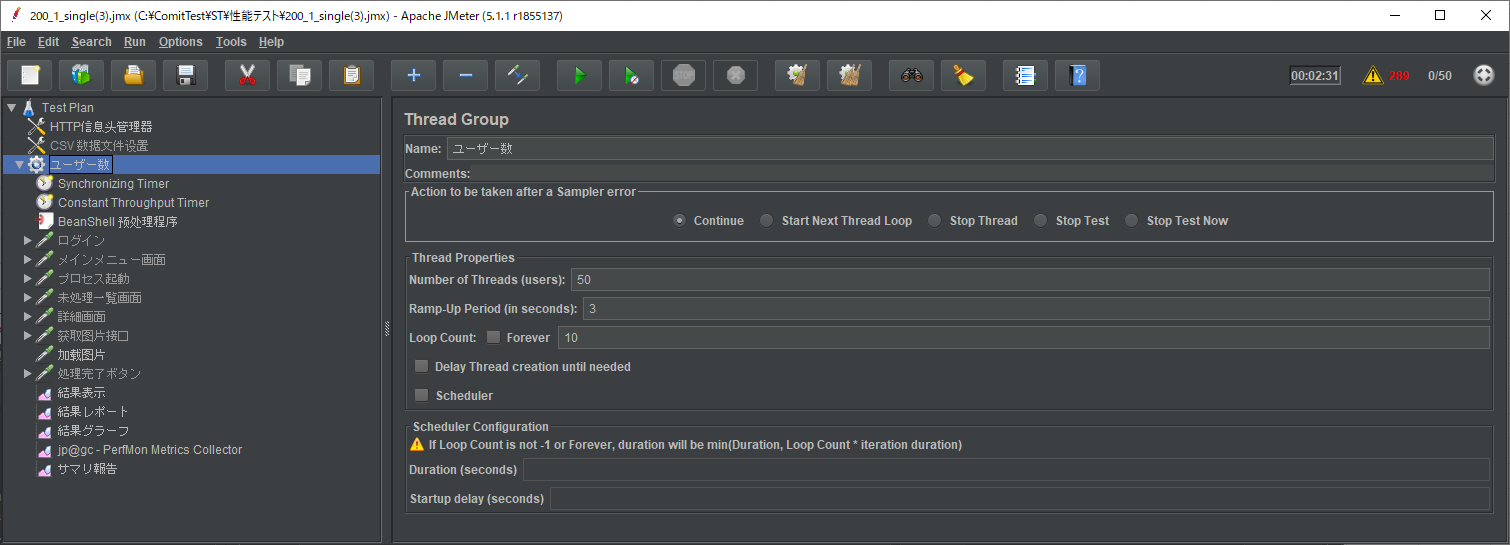 200_1_single(3).jmx (C:¥ComitTest¥ST¥性能テスト¥200_1_single(3).jmx) - Apache JMeter (5.1.1 r1855137)
File Edit Search Run Options Tools Help
STOP 00:02:31 289 0/50
Test Plan
HTTP信息头管理器
CSV 数据文件设置
ユーザー数
Synchronizing Timer
Constant Throughput Timer
BeanShell 预处理程序
ログイン
メインメニュー画面
プロセス起動
未処理一覧画面
詳細画面
获取图片接口
加载图片
処理完了ボタン
結果表示
結果レポート
結果グラーフ
jp@gc - PerfMon Metrics Collector
サマリ報告
Thread Group
Name: ユーザー数
Comments:
Action to be taken after a Sampler error
Continue Start Next Thread Loop Stop Thread Stop Test Stop Test Now
Thread Properties
Number of Threads (users): 50
Ramp-Up Period (in seconds): 3
Loop Count: Forever 10
Delay Thread creation until needed
Scheduler
Scheduler Configuration
If Loop Count is not -1 or Forever, duration will be min(Duration, Loop Count * iteration duration)
Duration (seconds)
Startup delay (seconds)